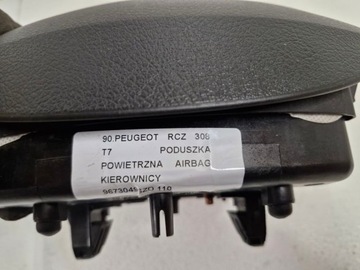 90.PEUGEOT RCZ 308
T7 PODUSZKA
POWIETRZNA AIRBAG
KIEROWNICY